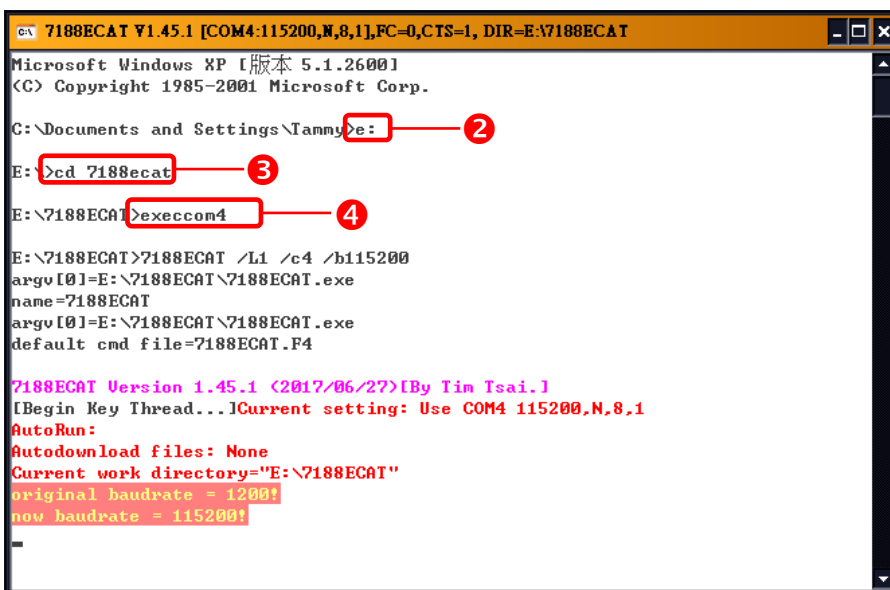 7188ECAT V1.45.1 [COM4:115200,N,8,1],FC=0,CTS=1, DIR=E:\7188ECAT
Microsoft Windows XP [版本 5.1.2600]
(C) Copyright 1985-2001 Microsoft Corp.
C:\Documents and Settings\Tammy>e: 2
E:\>cd 7188ecat 3
E:\7188ECAT>execcom4 4
E:\7188ECAT>7188ECAT /L1 /c4 /b115200
argv[0]=E:\7188ECAT\7188ECAT.exe
name=7188ECAT
argv[0]=E:\7188ECAT\7188ECAT.exe
default cmd file=7188ECAT.F4
7188ECAT Version 1.45.1 (2017/06/27)[By Tim Tsai.]
[Begin Key Thread...]Current setting: Use COM4 115200,N,8,1
AutoRun:
Autodownload files: None
Current work directory="E:\7188ECAT"
original baudrate = 1200!
now baudrate = 115200!